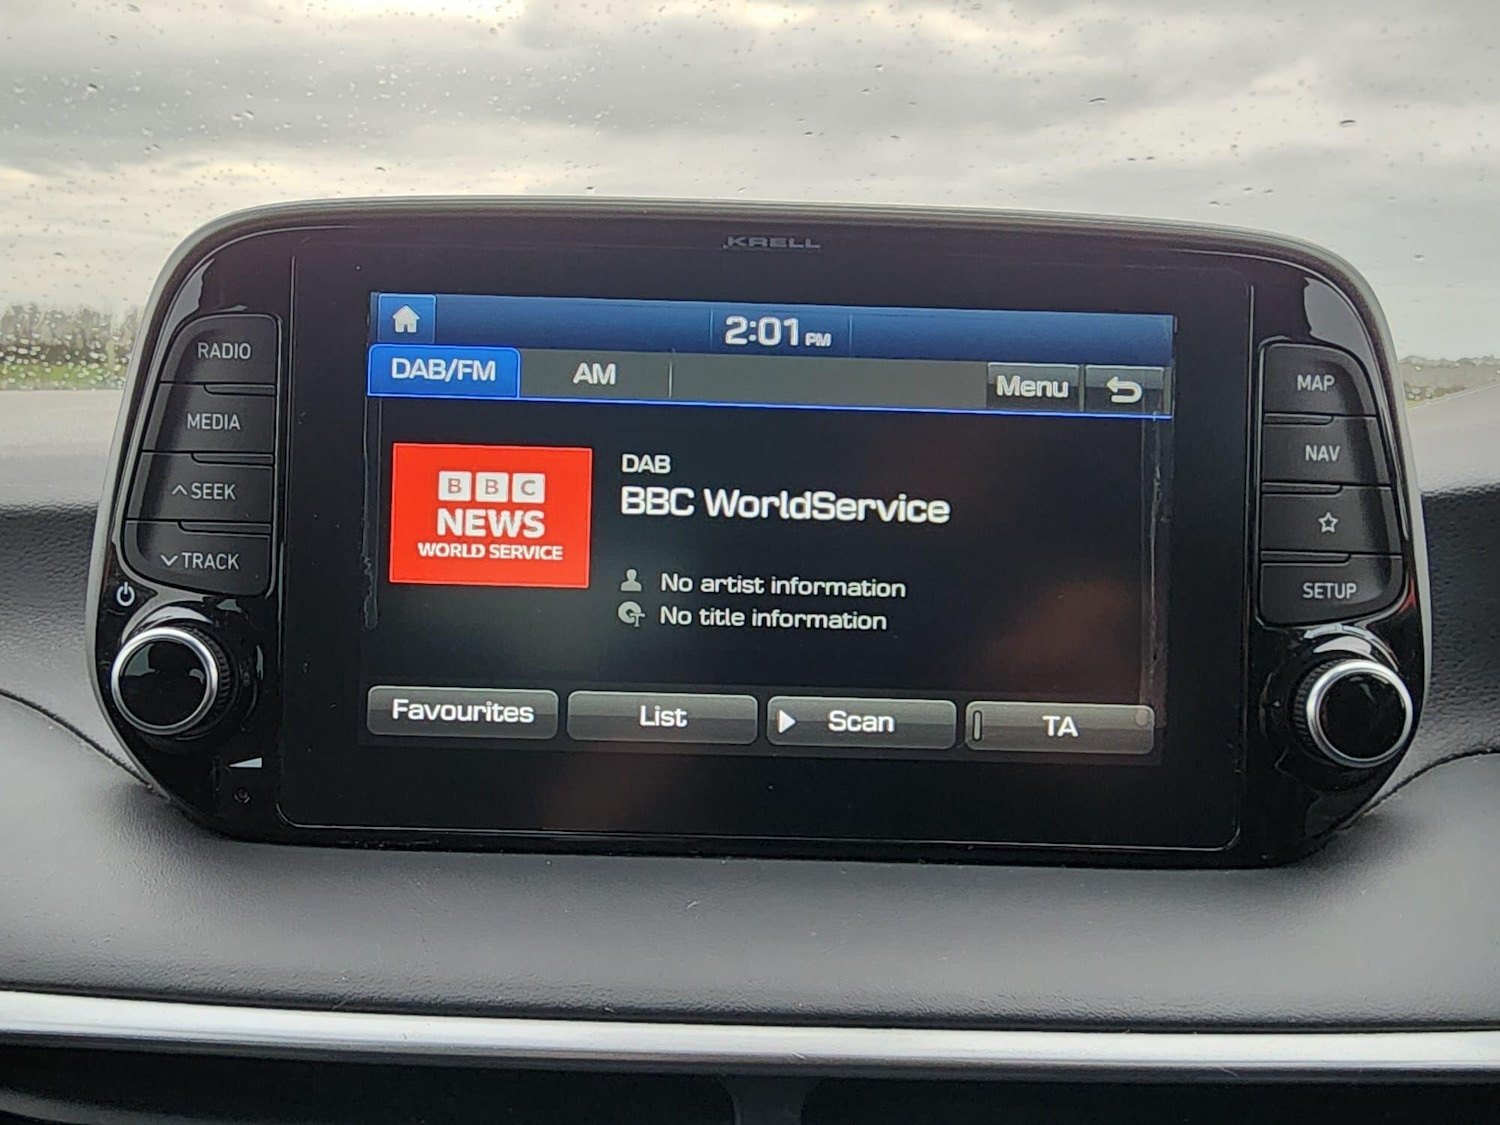 KRELL
2:01 PM
DAB/FM
AM
Menu
RADIO
MEDIA
SEEK
TRACK
BBC
NEWS
WORLD SERVICE
DAB
BBC WorldService
No artist information
No title information
Favourites
List
Scan
TA
MAP
NAV
SETUP